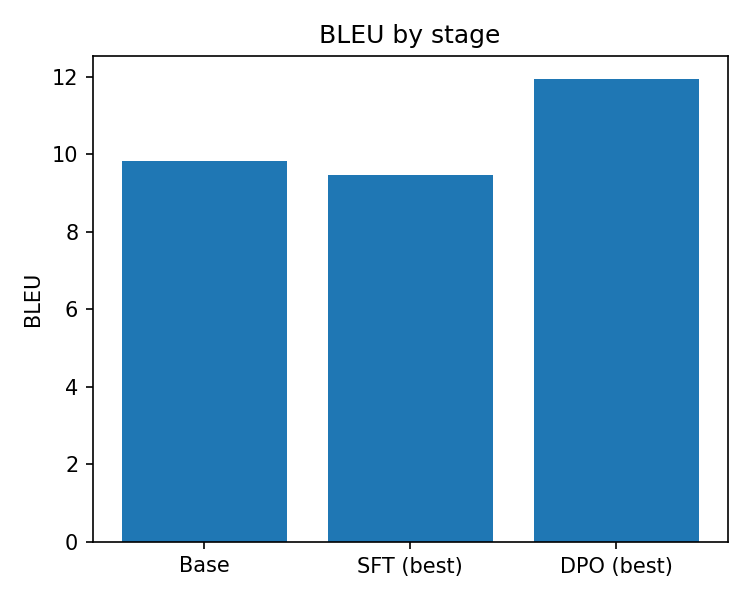 BLEU by stage
BLEU
12
10
8
6
4
2
0
Base
SFT (best)
DPO (best)